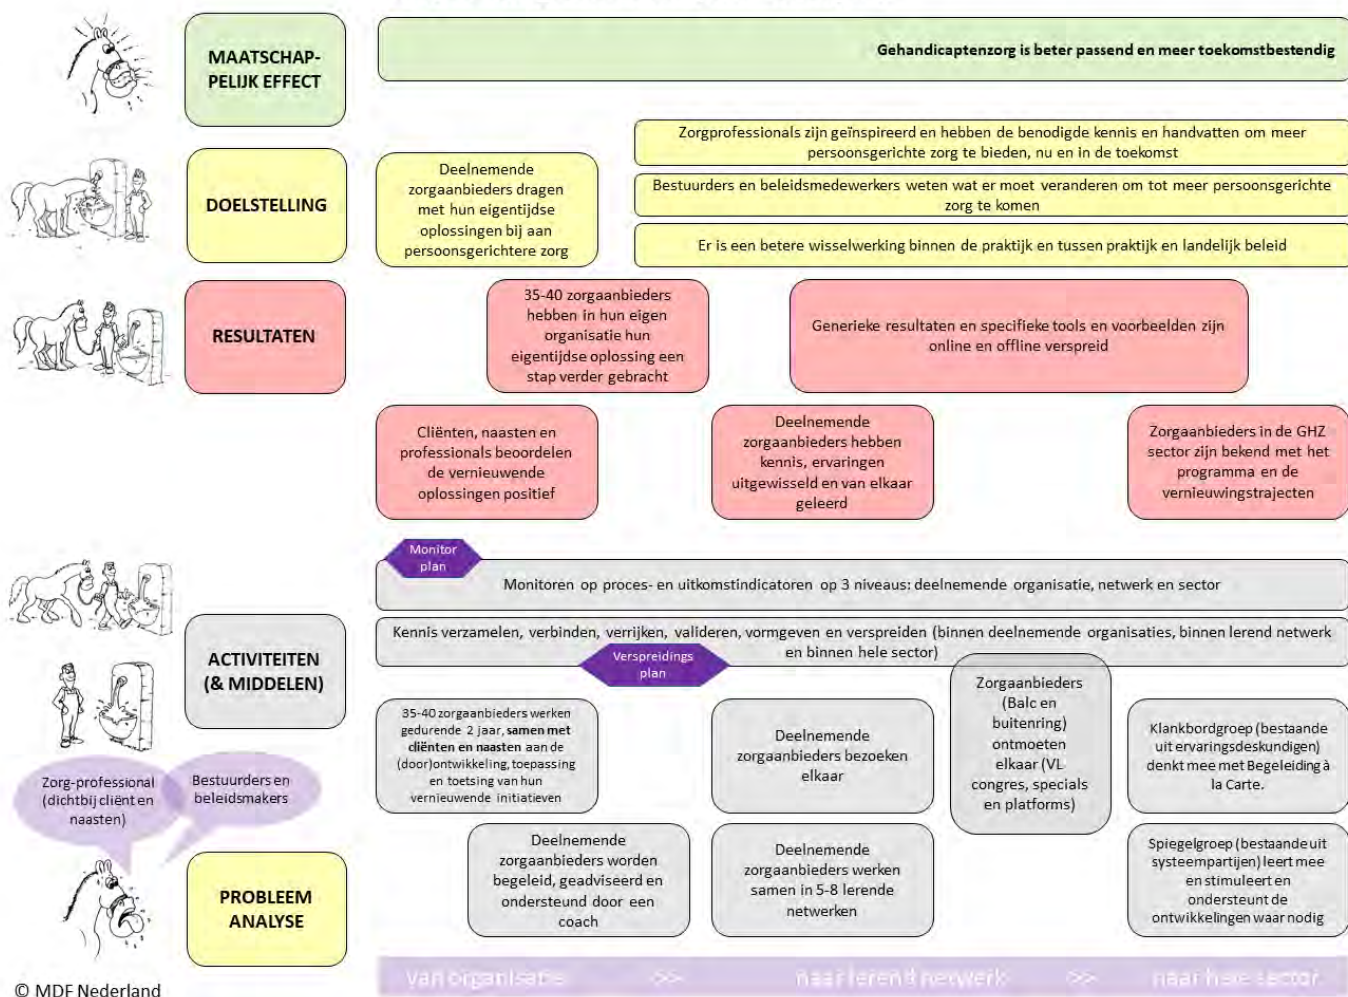 MAATSCHAP-
PELIJK EFFECT
Gehandicaptenzorg is beter passend en meer toekomstbestendig
DOELSTELLING
Deelnemende
zorgaanbieders dragen
met hun eigentijdse
oplossingen bij aan
persoonsgerichtere zorg
Zorgprofessionals zijn geïnspireerd en hebben de benodigde kennis en handvatten om meer
persoonsgerichte zorg te bieden, nu en in de toekomst
Bestuurders en beleidsmedewerkers weten wat er moet veranderen om tot meer persoonsgerichte
zorg te komen
Er is een betere wisselwerking binnen de praktijk en tussen praktijk en landelijk beleid
RESULTATEN
35-40 zorgaanbieders
hebben in hun eigen
organisatie hun
eigentijdse oplossing een
stap verder gebracht
Generieke resultaten en specifieke tools en voorbeelden zijn
online en offline verspreid
Cliënten, naasten en
professionals beoordelen
de vernieuwende
oplossingen positief
Deelnemende
zorgaanbieders hebben
kennis, ervaringen
uitgewisseld en van elkaar
geleerd
Zorgaanbieders in de GHZ
sector zijn bekend met het
programma en de
vernieuwingstrajecten
Monitor
plan
Monitoren op proces- en uitkomstindicatoren op 3 niveaus: deelnemende organisatie, netwerk en sector
ACTIVITEITEN
(& MIDDELEN)
Kennis verzamelen, verbinden, verrijken, valideren, vormgeven en verspreiden (binnen deelnemende organisaties, binnen lerend netwerk
en binnen hele sector)
Verspreidings
plan
35-40 zorgaanbieders werken
gedurende 2 jaar, samen met
cliënten en naasten aan de
(door)ontwikkeling, toepassing
en toetsing van hun
vernieuwende initiatieven
Deelnemende
zorgaanbieders bezoeken
elkaar
Zorgaanbieders
(Balc en
buitenring)
ontmoeten
elkaar (VL
congres, specials
en platforms)
Klankbordgroep (bestaande
uit ervaringsdeskundigen)
denkt mee met Begeleiding à
la Carte.
Zorg-professional
(dichtbij cliënt en
naasten)
Bestuurders en
beleidsmakers
PROBLEEM
ANALYSE
Deelnemende
zorgaanbieders worden
begeleid, geadviseerd en
ondersteund door een
coach
Deelnemende
zorgaanbieders werken
samen in 5-8 lerende
netwerken
Spiegelgroep (bestaande uit
systeempartijen) leert mee
en stimuleert en
ondersteunt de
ontwikkelingen waar nodig
van organisatie >> naar lerend netwerk >> naar hele sector
© MDF Nederland